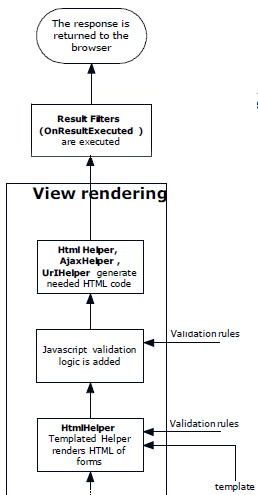 The response is
returned to the
browser
Result Filters
(OnResultExecuted )
are executed
View rendering
Html Helper,
AjaxHelper ,
UrlHelper generate
needed HTML code
Validation rules
Javascript validation
logic is added
Validation rules
HtmlHelper
Templated Helper
renders HTML of
forms
template